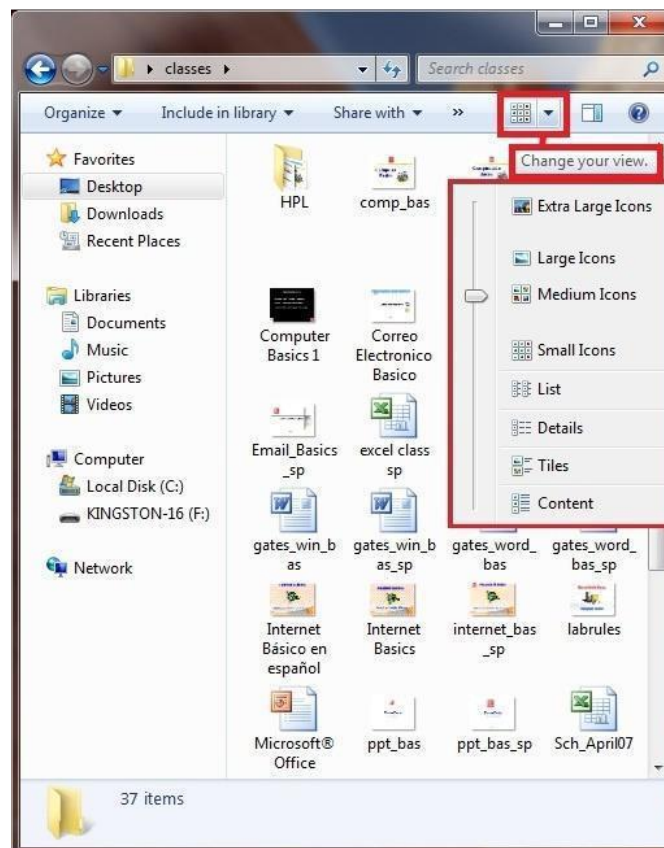 classes
Search classes
Organize
Include in library
Share with
»
Change your view.
Favorites
Desktop
Downloads
Recent Places
Libraries
Documents
Music
Pictures
Videos
Computer
Local Disk (C:)
KINGSTON-16 (F:)
Network
HPL
comp_bas
Extra Large Icons
Large Icons
Medium Icons
Small Icons
List
Details
Tiles
Content
Computer
Basics 1
Correo
Electronico
Basico
Email_Basics
_sp
excel class
sp
gates_win_b
as
gates_win_b
as_sp
gates_word_
bas
gates_word_
bas_sp
Internet
Básico en
español
Internet
Basics
internet_bas
_sp
labrules
Microsoft®
Office
ppt_bas
ppt_bas_sp
Sch_April07
37 items